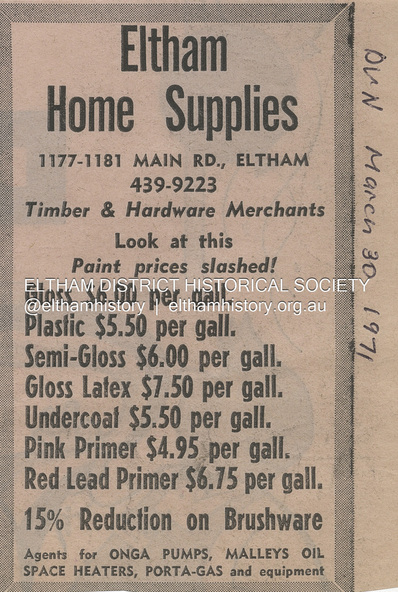 Eltham
Home Supplies
1177-1181 MAIN RD., ELTHAM
439-9223
Timber & Hardware Merchants
Look at this
Paint prices slashed!
ELTHAM DISTRICT HISTORICAL SOCIETY
Gloss per gall.
@elthamhistory | elthamhistory.org.au
Plastic $5.50 per gall.
Semi-Gloss $6.00 per gall.
Gloss Latex $7.50 per gall.
Undercoat $5.50 per gall.
Pink Primer $4.95 per gall.
Red Lead Primer $6.75 per gall.
15% Reduction on Brushware
Agents for ONGA PUMPS, MALLEYS OIL
SPACE HEATERS, PORTA-GAS and equipment
DVN March 30 1971